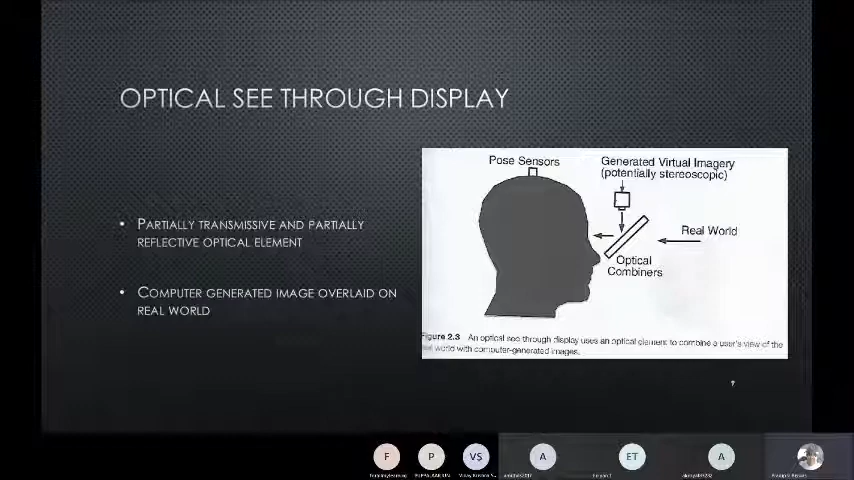 OPTICAL SEE THROUGH DISPLAY
• PARTIALLY TRANSMISSIVE AND PARTIALLY
REFLECTIVE OPTICAL ELEMENT
• COMPUTER GENERATED IMAGE OVERLAID ON
REAL WORLD
Pose Sensors
Generated Virtual Imagery
(potentially stereoscopic)
Real World
Optical
Combiners
Figure 2.3 An optical see through display uses an optical element to combine a user's view of the
world with computer-generated images.
F
P
VS
A
ET
A